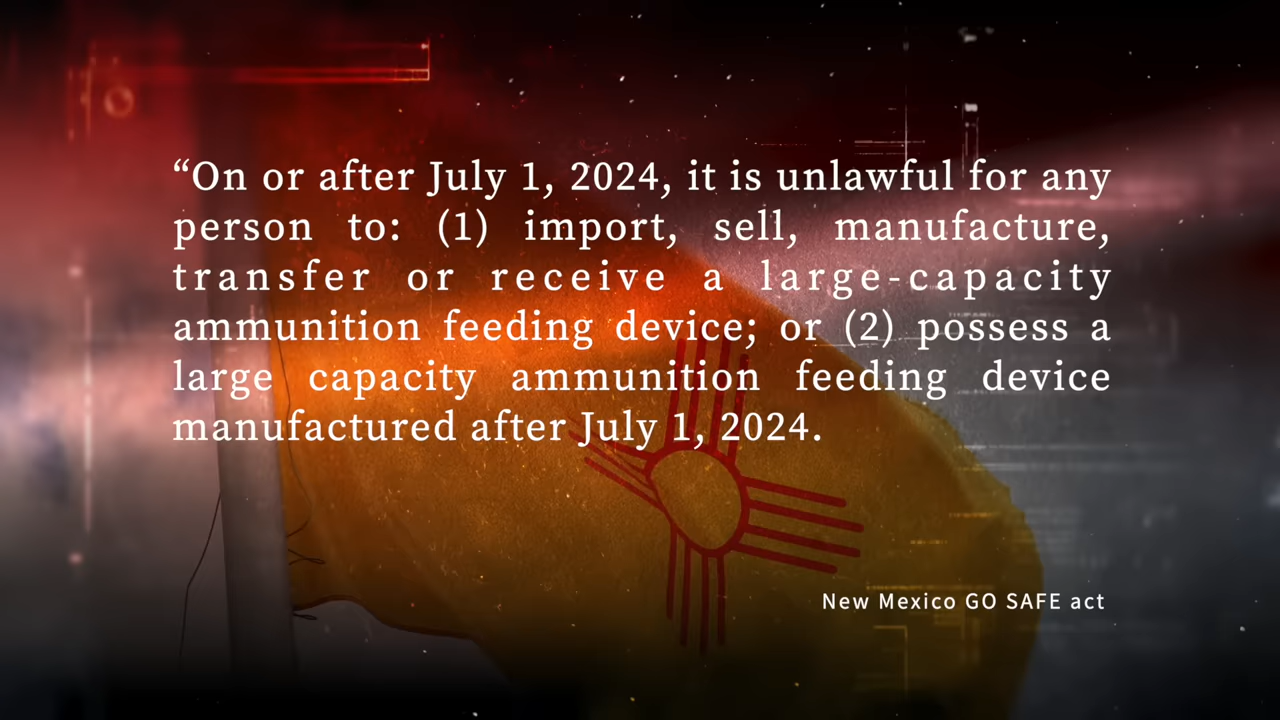 “On or after July 1, 2024, it is unlawful for any
person to: (1) import, sell, manufacture,
transfer or receive a large-capacity
ammunition feeding device; or (2) possess a
large capacity ammunition feeding device
manufactured after July 1, 2024.
New Mexico GO SAFE act